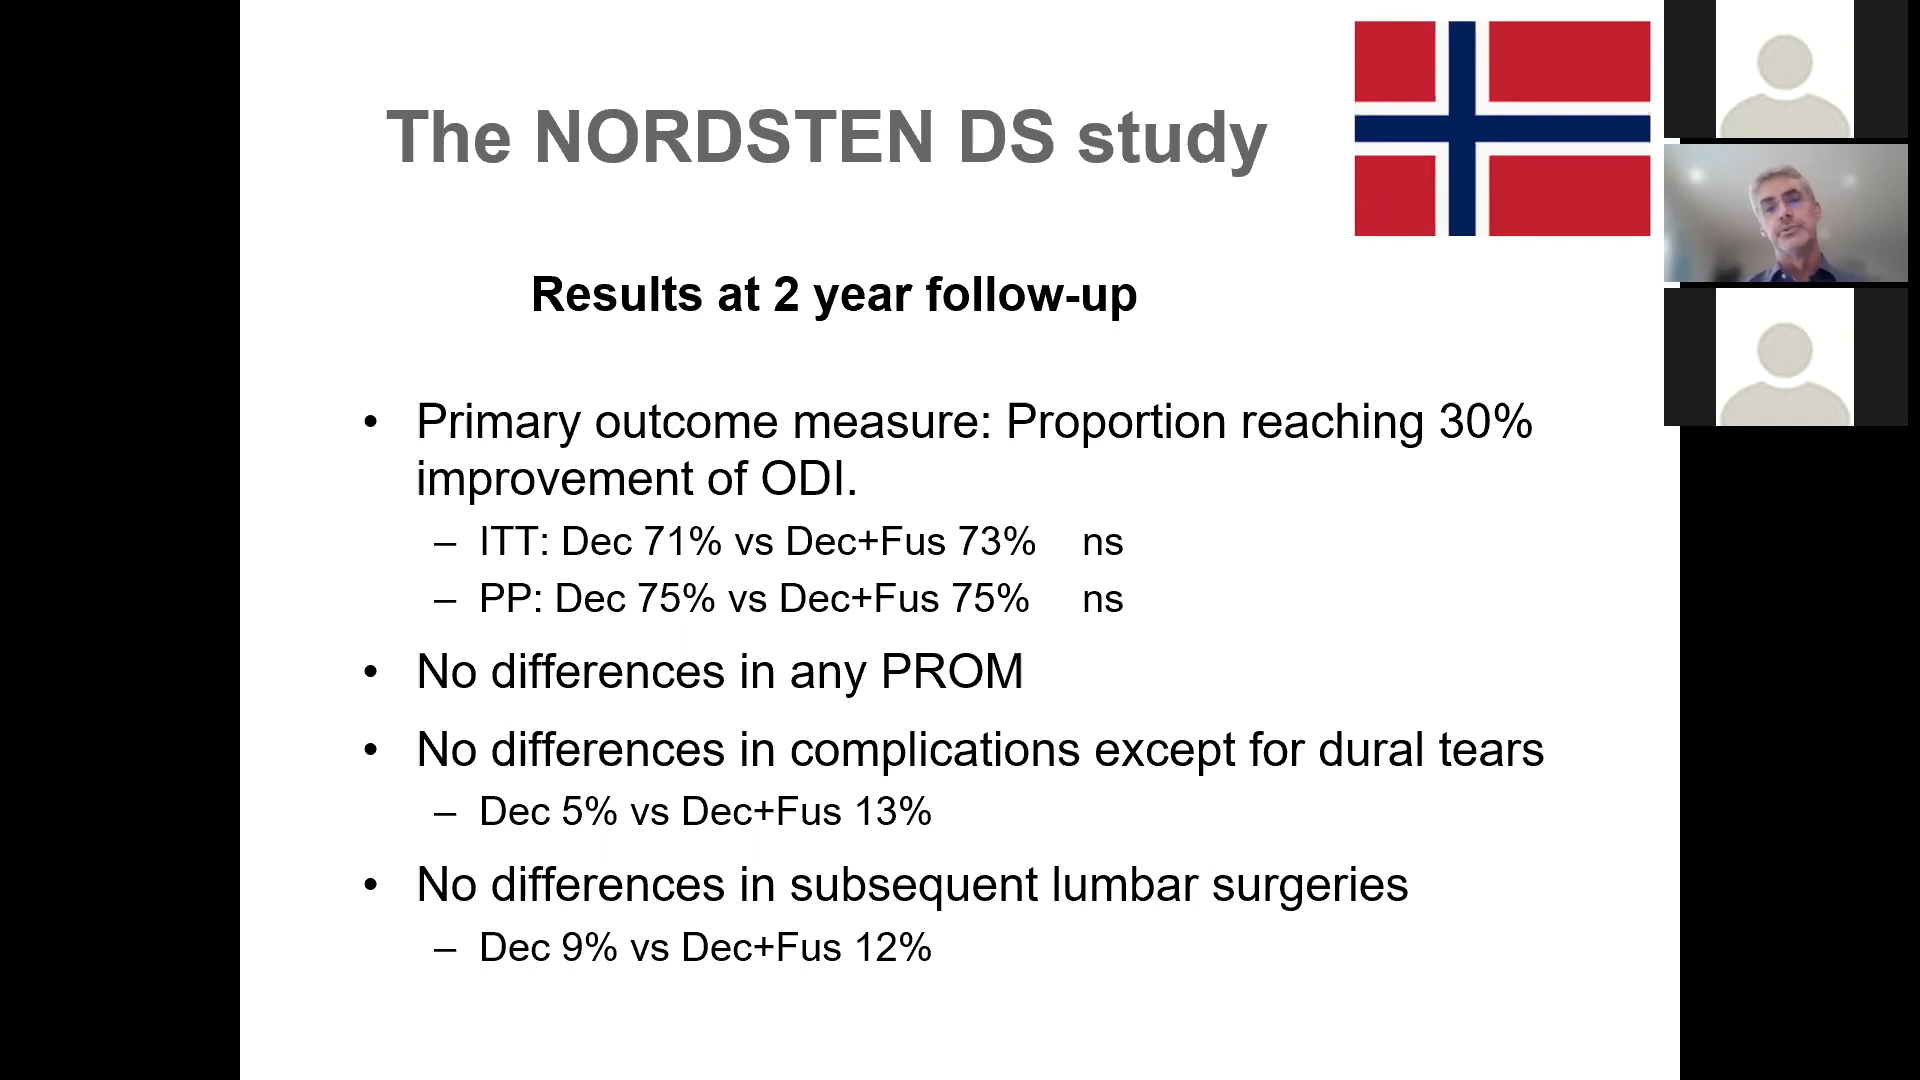 The NORDSTEN DS study
Results at 2 year follow-up
• Primary outcome measure: Proportion reaching 30%
improvement of ODI.
– ITT: Dec 71% vs Dec+Fus 73% ns
– PP: Dec 75% vs Dec+Fus 75% ns
• No differences in any PROM
• No differences in complications except for dural tears
– Dec 5% vs Dec+Fus 13%
• No differences in subsequent lumbar surgeries
– Dec 9% vs Dec+Fus 12%